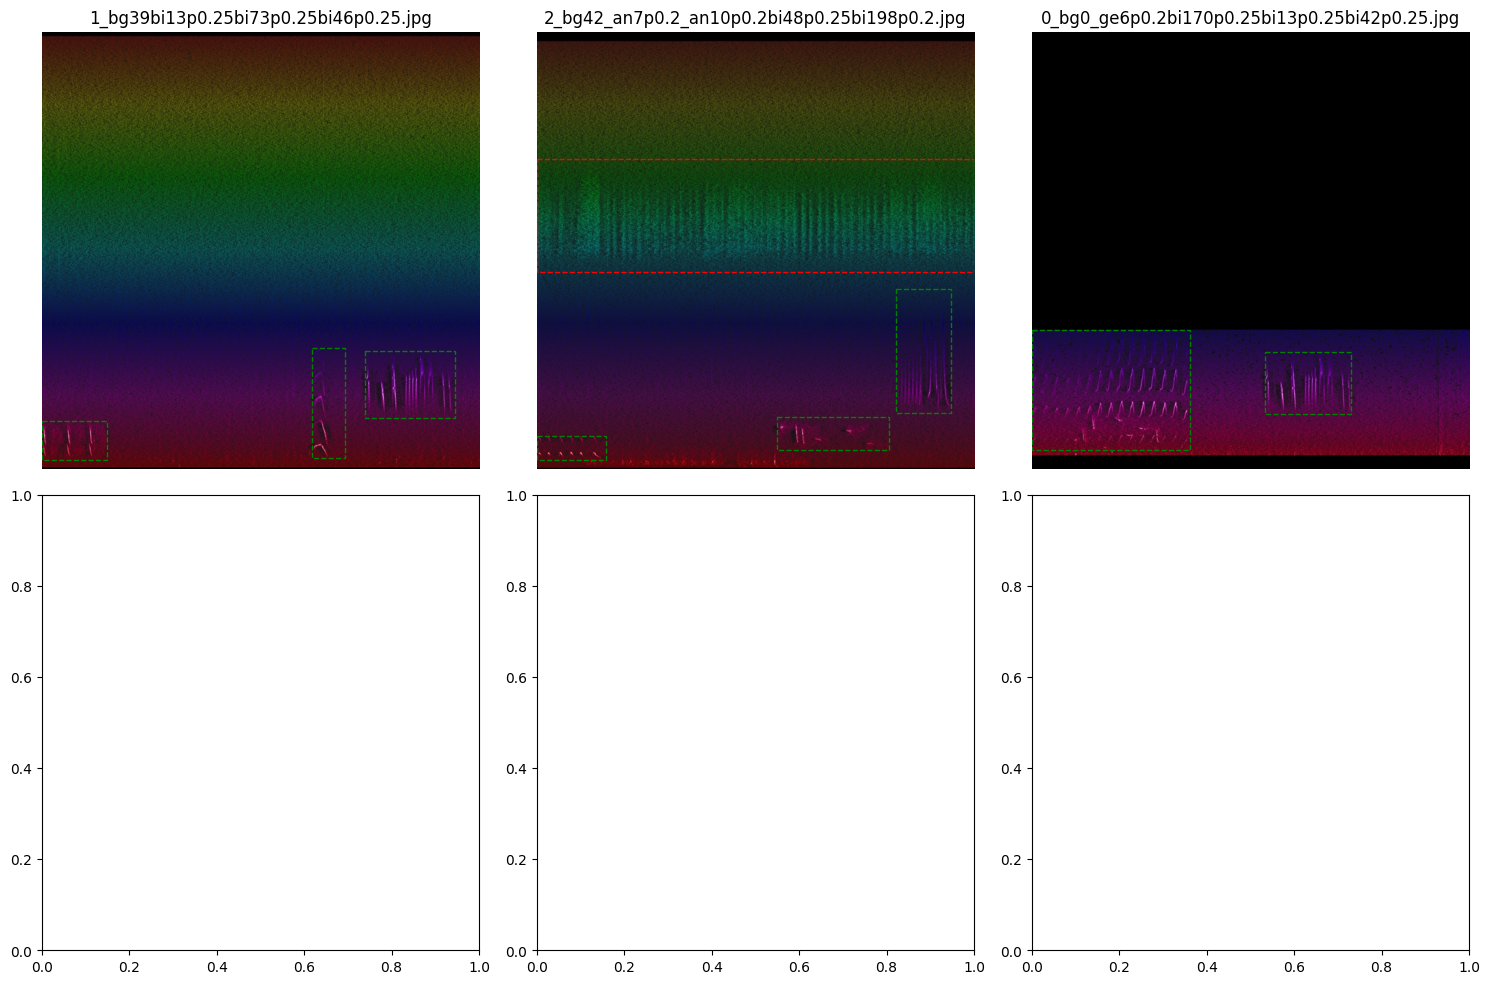 1_bg39bi13p0.25bi73p0.25bi46p0.25.jpg
2_bg42_an7p0.2_an10p0.2bi48p0.25bi198p0.2.jpg
0_bg0_ge6p0.2bi170p0.25bi13p0.25bi42p0.25.jpg
1.0 1.0 1.0
0.8 0.8 0.8
0.6 0.6 0.6
0.4 0.4 0.4
0.2 0.2 0.2
0.0 0.0 0.0
0.0 0.2 0.4 0.6 0.8 1.0 0.0 0.2 0.4 0.6 0.8 1.0 0.0 0.2 0.4 0.6 0.8 1.0